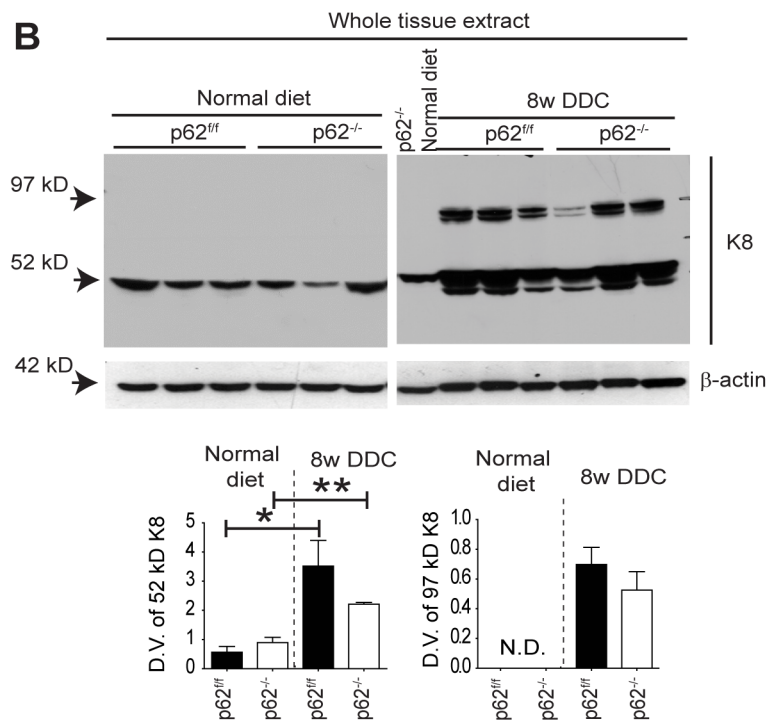 B
Whole tissue extract
Normal diet
p62f/f
p62-/-
p62-/-
Normal diet
8w DDC
p62f/f
p62-/-
97 kD
52 kD
K8
42 kD
β-actin
Normal
diet
8w DDC
*
**
D.V. of 52 kD K8
5
4
3
2
1
0
p62f/f
p62-/-
p62f/f
p62-/-
Normal
diet
8w DDC
D.V. of 97 kD K8
1.0
0.8
0.6
0.4
0.2
0.0
N.D.
p62f/f
p62-/-
p62f/f
p62-/-